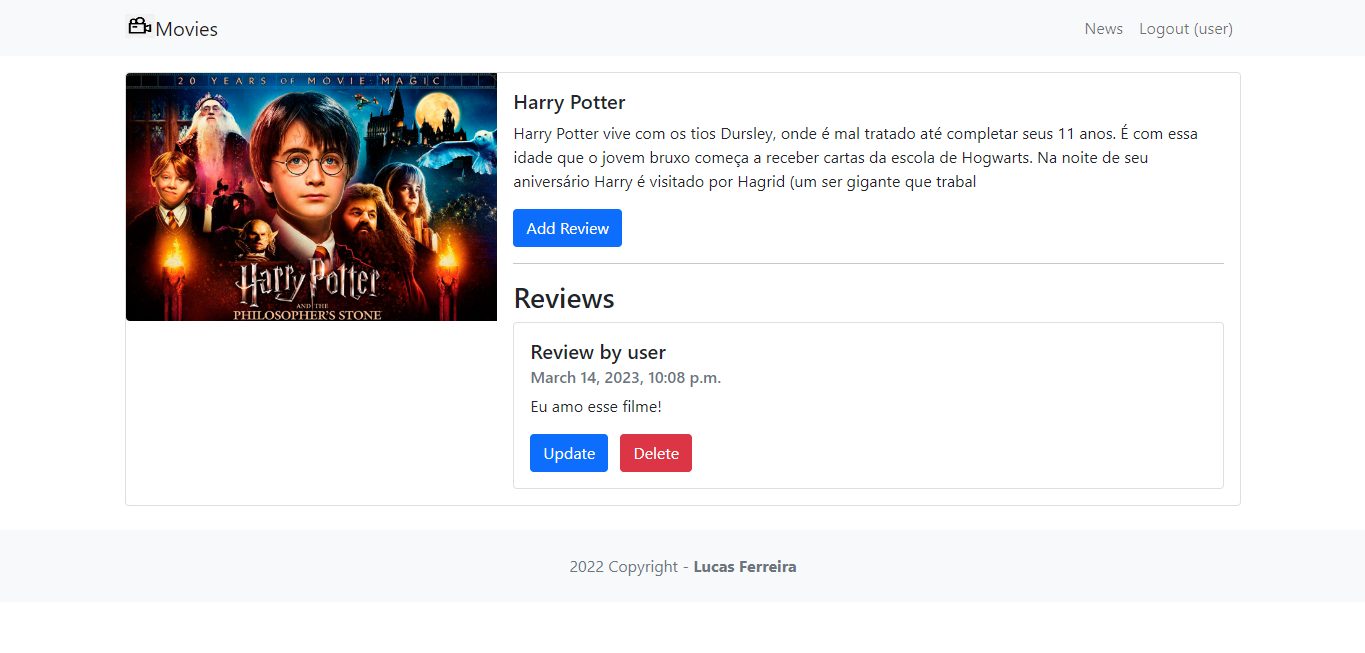 Movies
News
Logout (user)
20 YEARS OF MOVIE MAGIC
Harry Potter
AND THE
PHILOSOPHER'S STONE
Harry Potter
Harry Potter vive com os tios Dursley, onde é mal tratado até completar seus 11 anos. É com essa
idade que o jovem bruxo começa a receber cartas da escola de Hogwarts. Na noite de seu
aniversário Harry é visitado por Hagrid (um ser gigante que trabal
Add Review
Reviews
Review by user
March 14, 2023, 10:08 p.m.
Eu amo esse filme!
Update
Delete
2022 Copyright - Lucas Ferreira